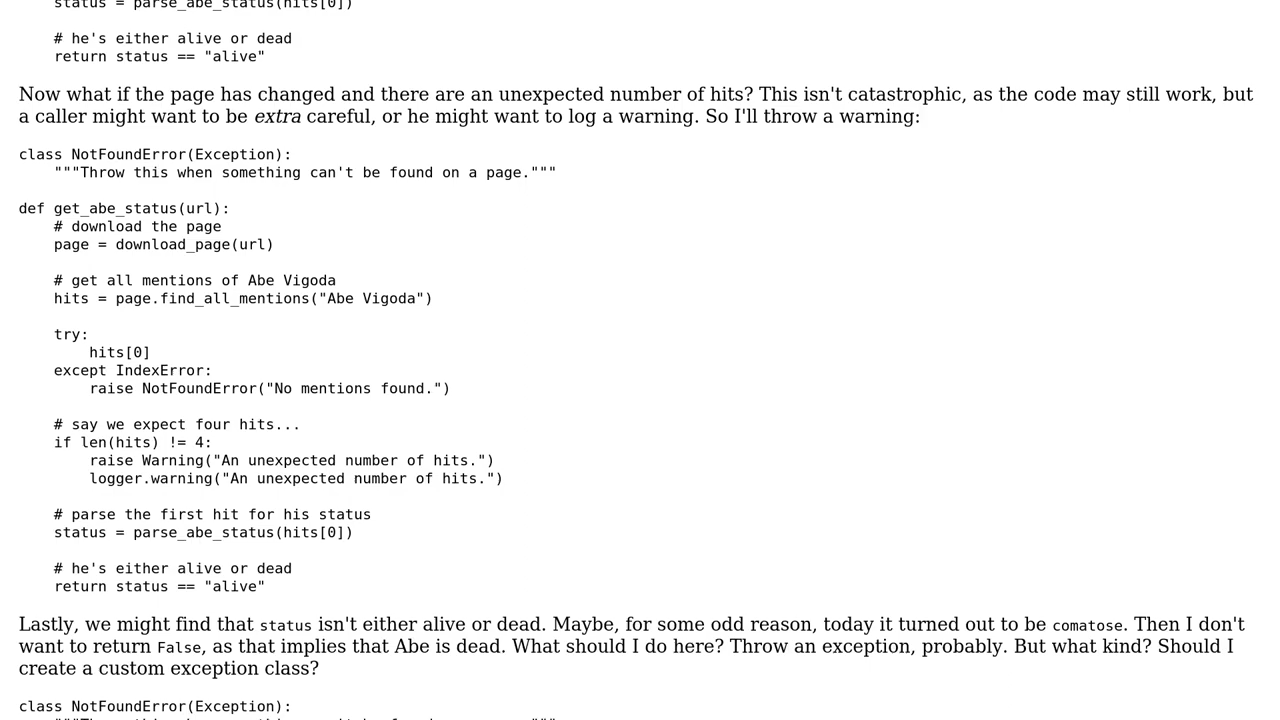 status = parse_abe_status(hits[0])

    # he's either alive or dead
    return status == "alive"

Now what if the page has changed and there are an unexpected number of hits? This isn't catastrophic, as the code may still work, but
a caller might want to be extra careful, or he might want to log a warning. So I'll throw a warning:

class NotFoundError(Exception):
    """Throw this when something can't be found on a page."""

def get_abe_status(url):
    # download the page
    page = download_page(url)

    # get all mentions of Abe Vigoda
    hits = page.find_all_mentions("Abe Vigoda")

    try:
        hits[0]
    except IndexError:
        raise NotFoundError("No mentions found.")

    # say we expect four hits...
    if len(hits) != 4:
        raise Warning("An unexpected number of hits.")
        logger.warning("An unexpected number of hits.")

    # parse the first hit for his status
    status = parse_abe_status(hits[0])

    # he's either alive or dead
    return status == "alive"

Lastly, we might find that status isn't either alive or dead. Maybe, for some odd reason, today it turned out to be comatose. Then I don't
want to return False, as that implies that Abe is dead. What should I do here? Throw an exception, probably. But what kind? Should I
create a custom exception class?

class NotFoundError(Exception):